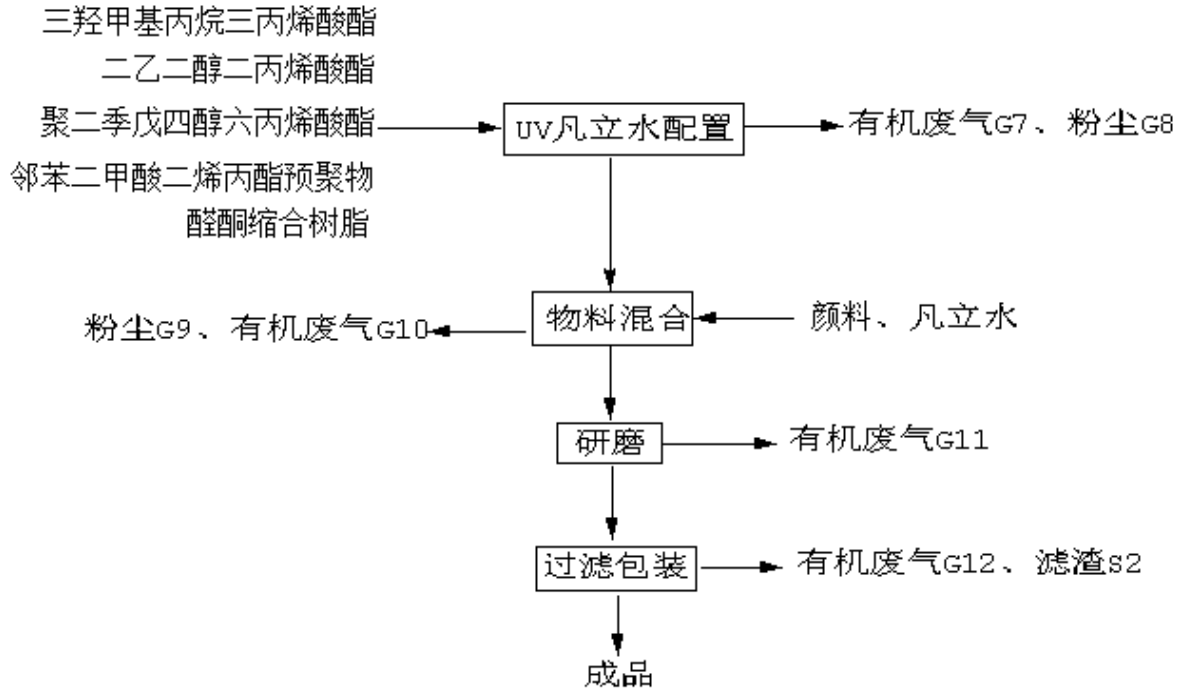 三羟甲基丙烷三丙烯酸酯
二乙二醇二丙烯酸酯
聚二季戊四醇六丙烯酸酯
邻苯二甲酸二烯丙酯预聚物
醛酮缩合树脂
UV凡立水配置
有机废气G7、粉尘G8
粉尘G9、有机废气G10
物料混合
颜料、凡立水
研磨
有机废气G11
过滤包装
有机废气G12、滤渣S2
成品